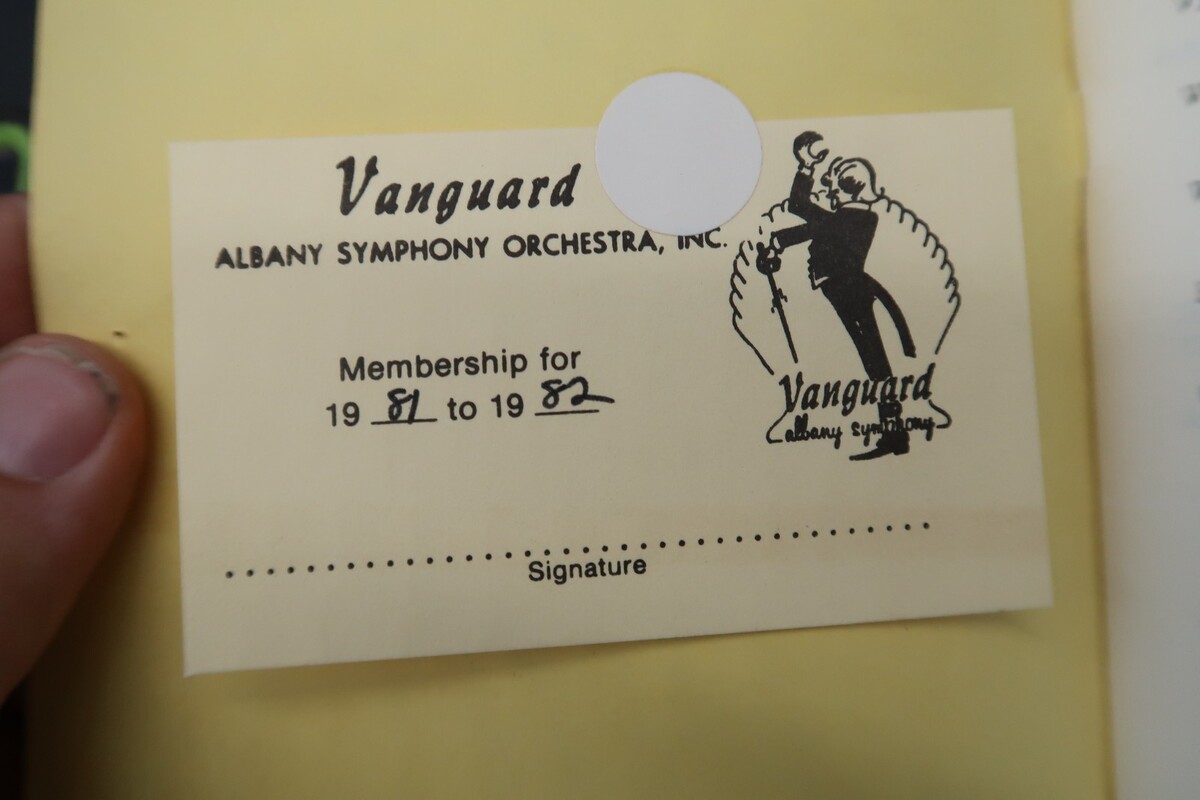 Vanguard
ALBANY SYMPHONY ORCHESTRA, INC.
Membership for
19 81 to 19 82
Signature
Vanguard
albany symphony